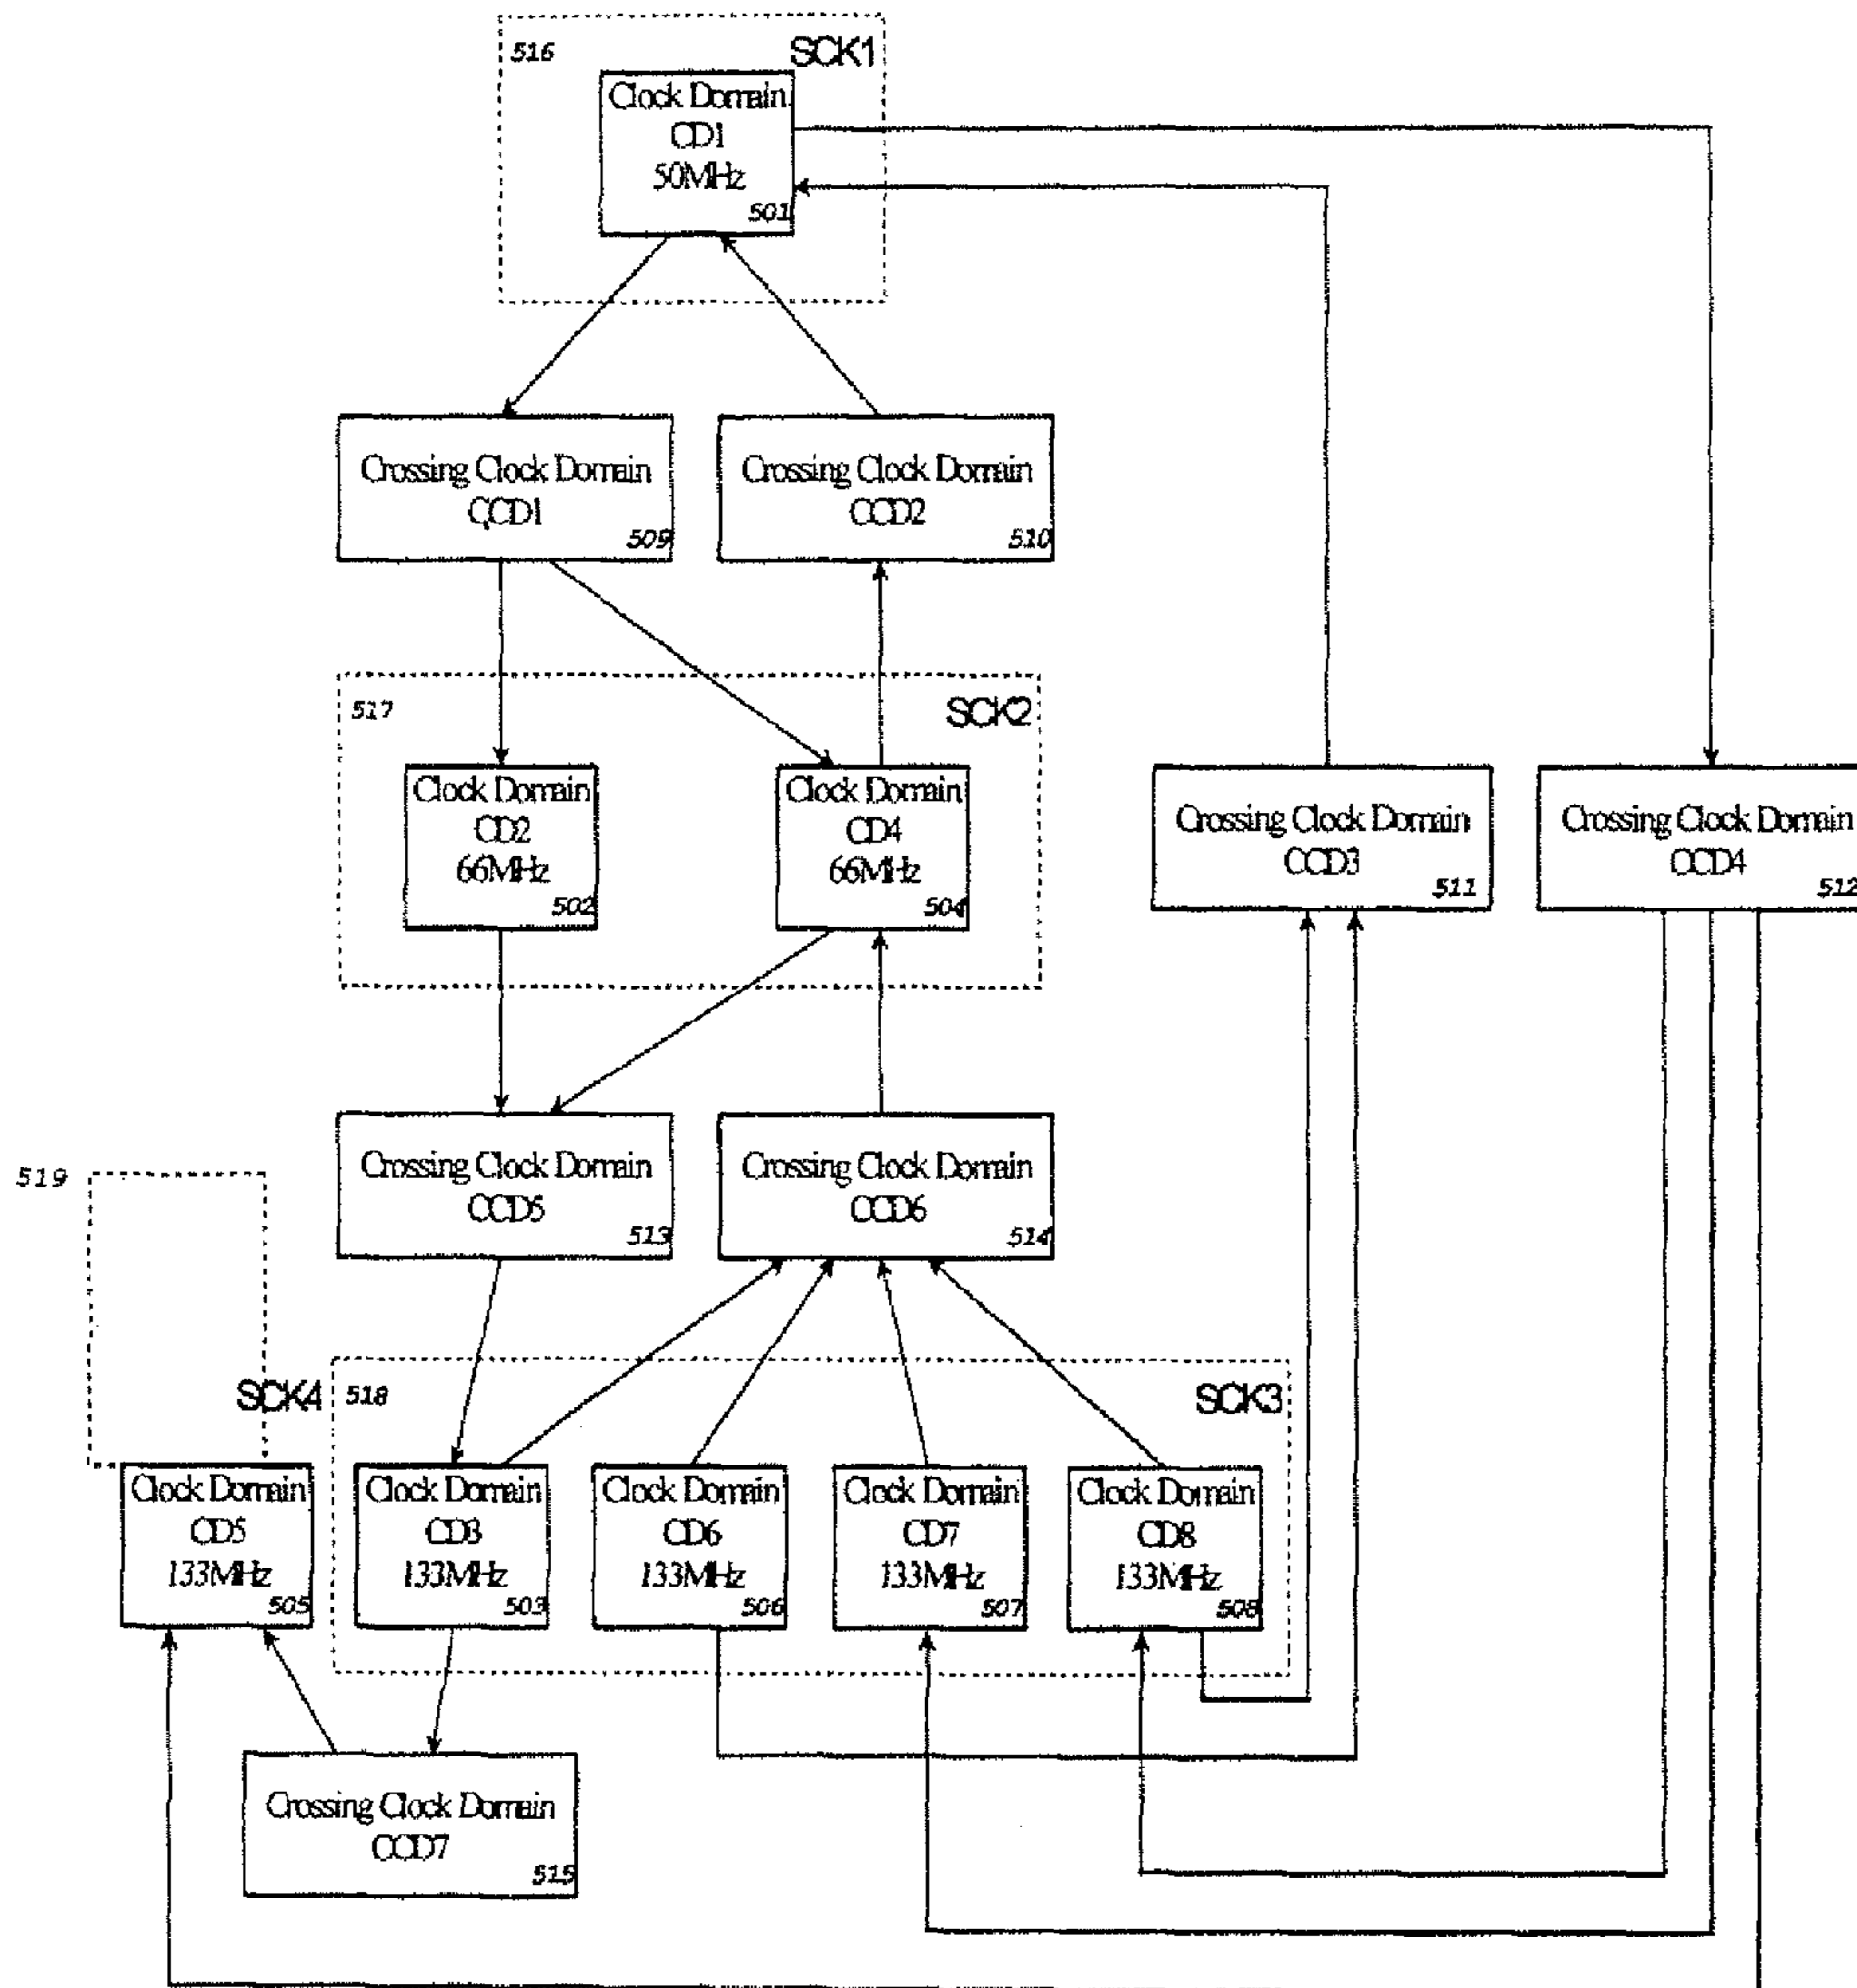 516
SCK1
Clock Domain
CD1
50MHz
501
Crossing Clock Domain
CCD1
509
Crossing Clock Domain
CCD2
510
517
SCK2
Clock Domain
CD2
66MHz
502
Clock Domain
CD4
66MHz
504
Crossing Clock Domain
CCD3
511
Crossing Clock Domain
CCD4
512
Crossing Clock Domain
CCD5
513
Crossing Clock Domain
CCD6
514
519
SCK4
518
SCK3
Clock Domain
CD5
133MHz
505
Clock Domain
CD3
133MHz
503
Clock Domain
CD6
133MHz
506
Clock Domain
CD7
133MHz
507
Clock Domain
CD8
133MHz
508
Crossing Clock Domain
CCD7
515